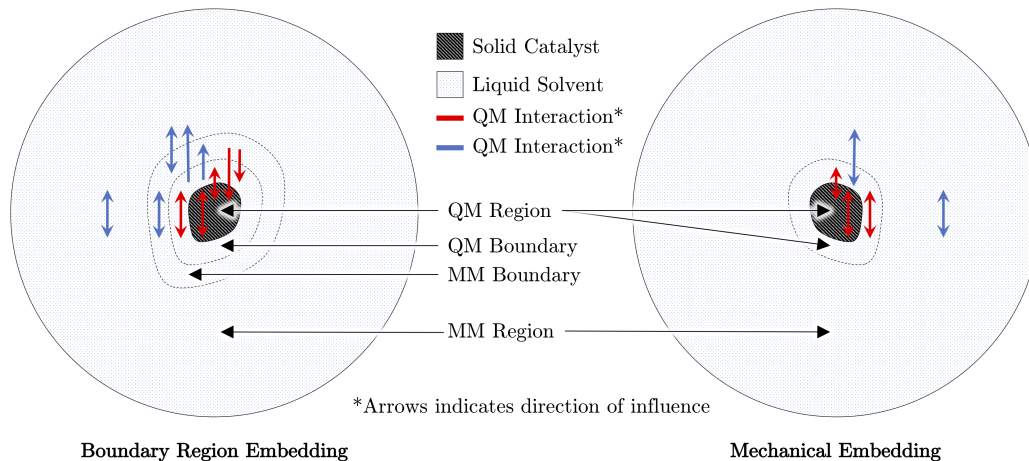 Solid Catalyst
Liquid Solvent
QM Interaction*
QM Interaction*
QM Region
QM Boundary
MM Boundary
MM Region
*Arrows indicates direction of influence
Boundary Region Embedding
Mechanical Embedding